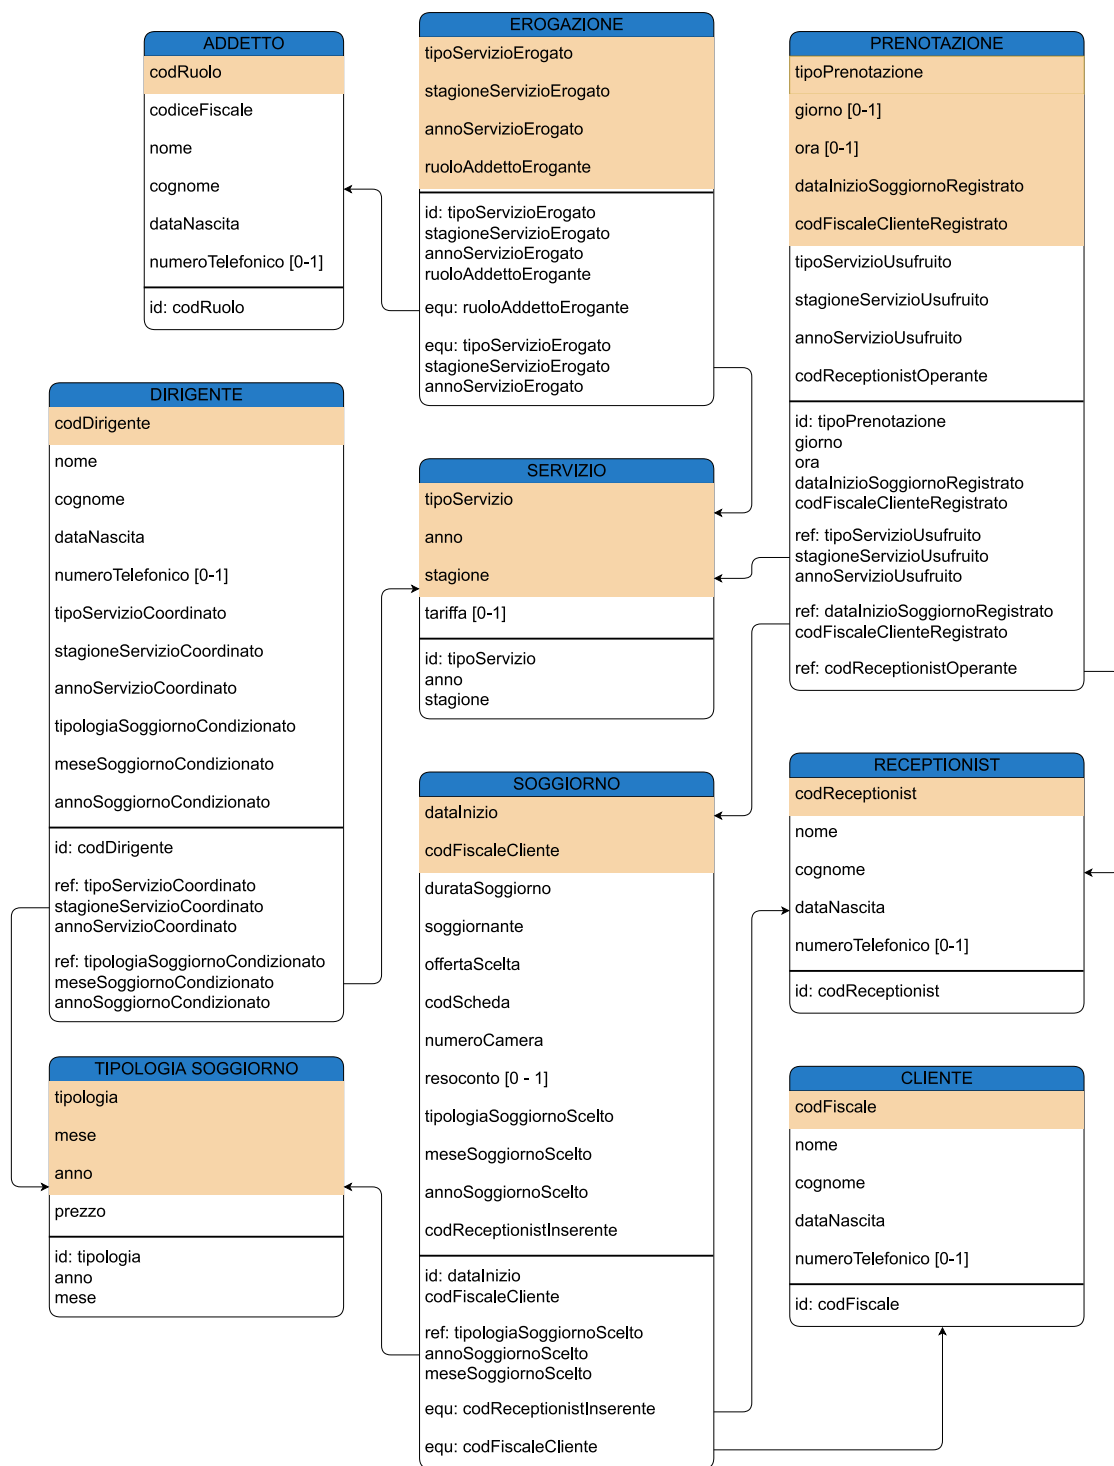 ADDETTO
codRuolo
codiceFiscale
nome
cognome
dataNascita
numeroTelefonico [0-1]
id: codRuolo
EROGAZIONE
tipoServizioErogato
stagioneServizioErogato
annoServizioErogato
ruoloAddettoErogante
id: tipoServizioErogato
stagioneServizioErogato
annoServizioErogato
ruoloAddettoErogante
equ: ruoloAddettoErogante
equ: tipoServizioErogato
stagioneServizioErogato
annoServizioErogato
PRENOTAZIONE
tipoPrenotazione
giorno [0-1]
ora [0-1]
dataInizioSoggiornoRegistrato
codFiscaleClienteRegistrato
tipoServizioUsufruito
stagioneServizioUsufruito
annoServizioUsufruito
codReceptionistOperante
id: tipoPrenotazione
giorno
ora
dataInizioSoggiornoRegistrato
codFiscaleClienteRegistrato
ref: tipoServizioUsufruito
stagioneServizioUsufruito
annoServizioUsufruito
ref: dataInizioSoggiornoRegistrato
codFiscaleClienteRegistrato
ref: codReceptionistOperante
DIRIGENTE
codDirigente
nome
cognome
dataNascita
numeroTelefonico [0-1]
tipoServizioCoordinato
stagioneServizioCoordinato
annoServizioCoordinato
tipologiaSoggiornoCondizionato
meseSoggiornoCondizionato
annoSoggiornoCondizionato
id: codDirigente
ref: tipoServizioCoordinato
stagioneServizioCoordinato
annoServizioCoordinato
ref: tipologiaSoggiornoCondizionato
meseSoggiornoCondizionato
annoSoggiornoCondizionato
SERVIZIO
tipoServizio
anno
stagione
tariffa [0-1]
id: tipoServizio
anno
stagione
SOGGIORNO
dataInizio
codFiscaleCliente
durataSoggiorno
soggiornante
offertaScelta
codScheda
numeroCamera
resoconto [0 - 1]
tipologiaSoggiornoScelto
meseSoggiornoScelto
annoSoggiornoScelto
codReceptionistInserente
id: dataInizio
codFiscaleCliente
ref: tipologiaSoggiornoScelto
annoSoggiornoScelto
meseSoggiornoScelto
equ: codReceptionistInserente
equ: codFiscaleCliente
RECEPTIONIST
codReceptionist
nome
cognome
dataNascita
numeroTelefonico [0-1]
id: codReceptionist
TIPOLOGIA SOGGIORNO
tipologia
mese
anno
prezzo
id: tipologia
anno
mese
CLIENTE
codFiscale
nome
cognome
dataNascita
numeroTelefonico [0-1]
id: codFiscale